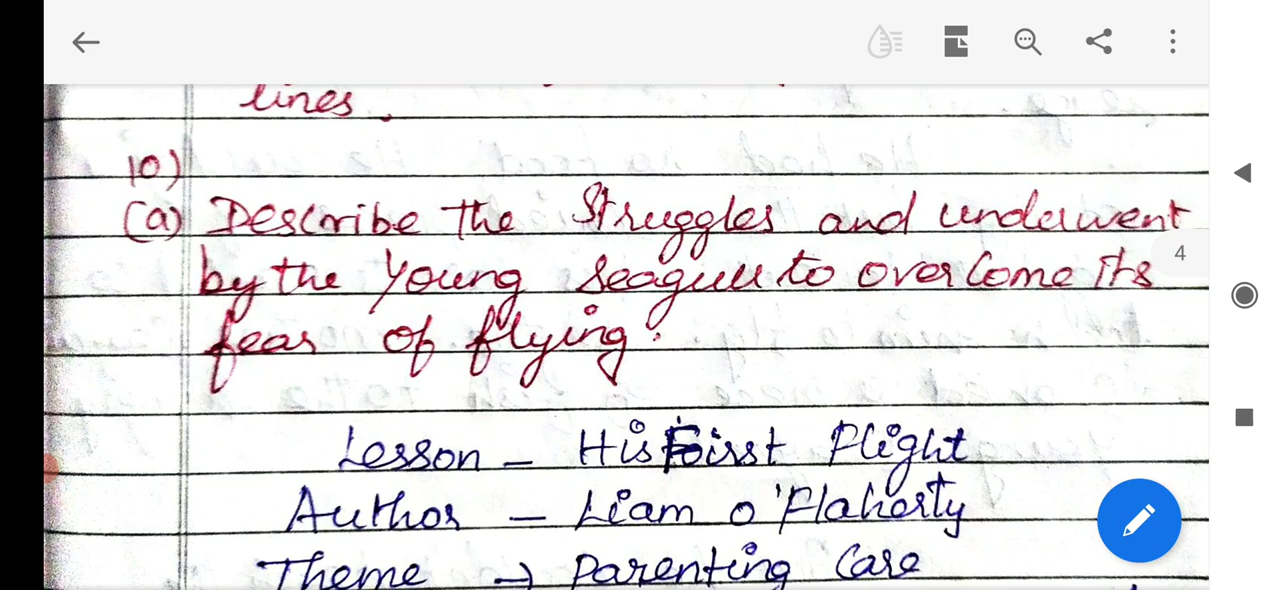 lines.
10)
(a) Describe the Struggles and underwent
by the Young Seagull to overcome its
fear of flying.
4
Lesson - His First Flight
Author - Liam o'Flaherty
Theme → Parenting Care